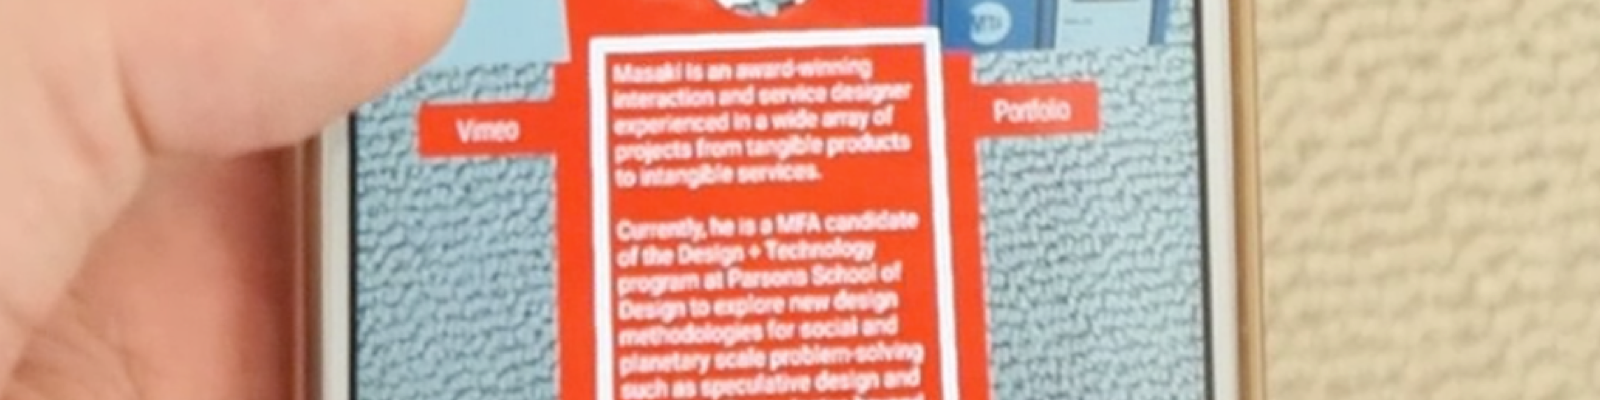 Masaki is an award-winning
interaction and service designer
experienced in a wide array of
projects from tangible products
to intangible services.
Currently, he is a MFA candidate
of the Design + Technology
program at Parsons School of
Design to explore new design
methodologies for social and
planetary scale problem-solving
such as speculative design and
Vimeo
Portfolio